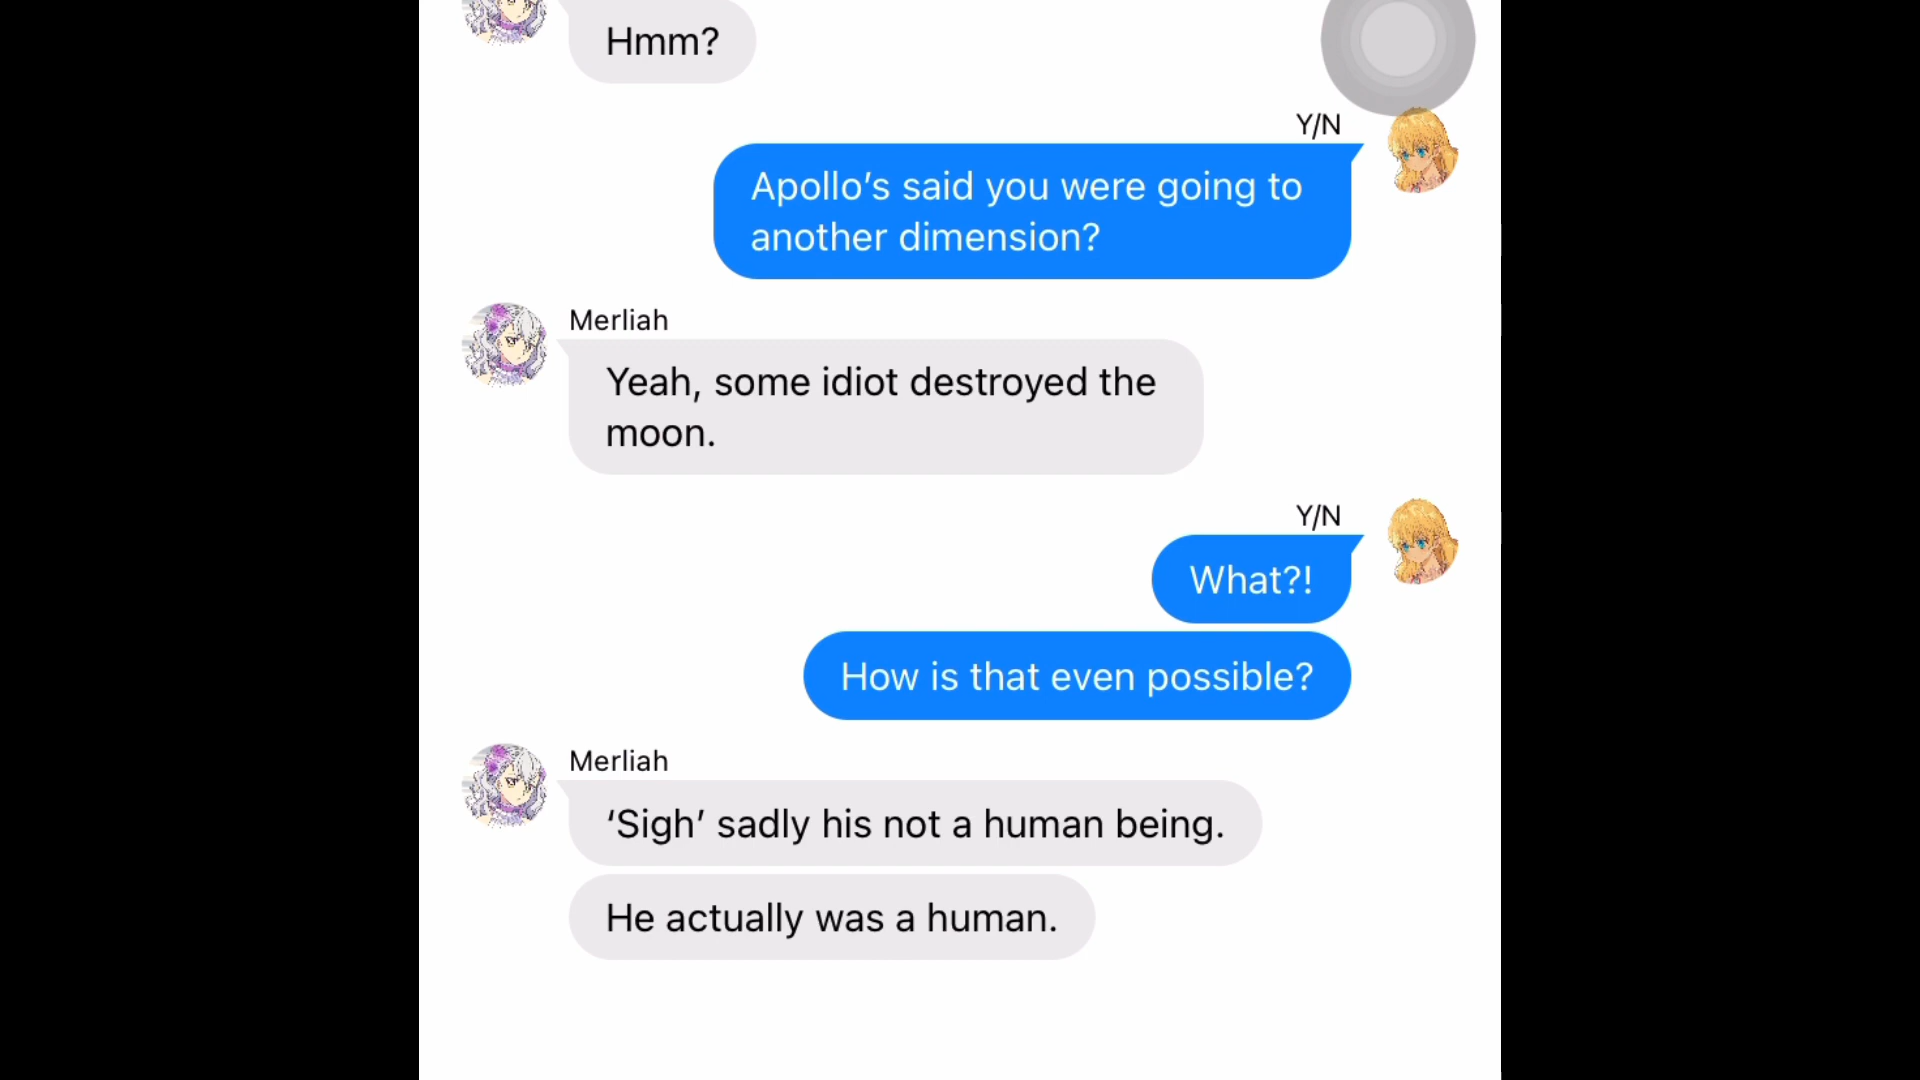 Hmm?
Y/N
Apollo’s said you were going to
another dimension?
Merliah
Yeah, some idiot destroyed the
moon.
Y/N
What?!
How is that even possible?
Merliah
‘Sigh’ sadly his not a human being.
He actually was a human.